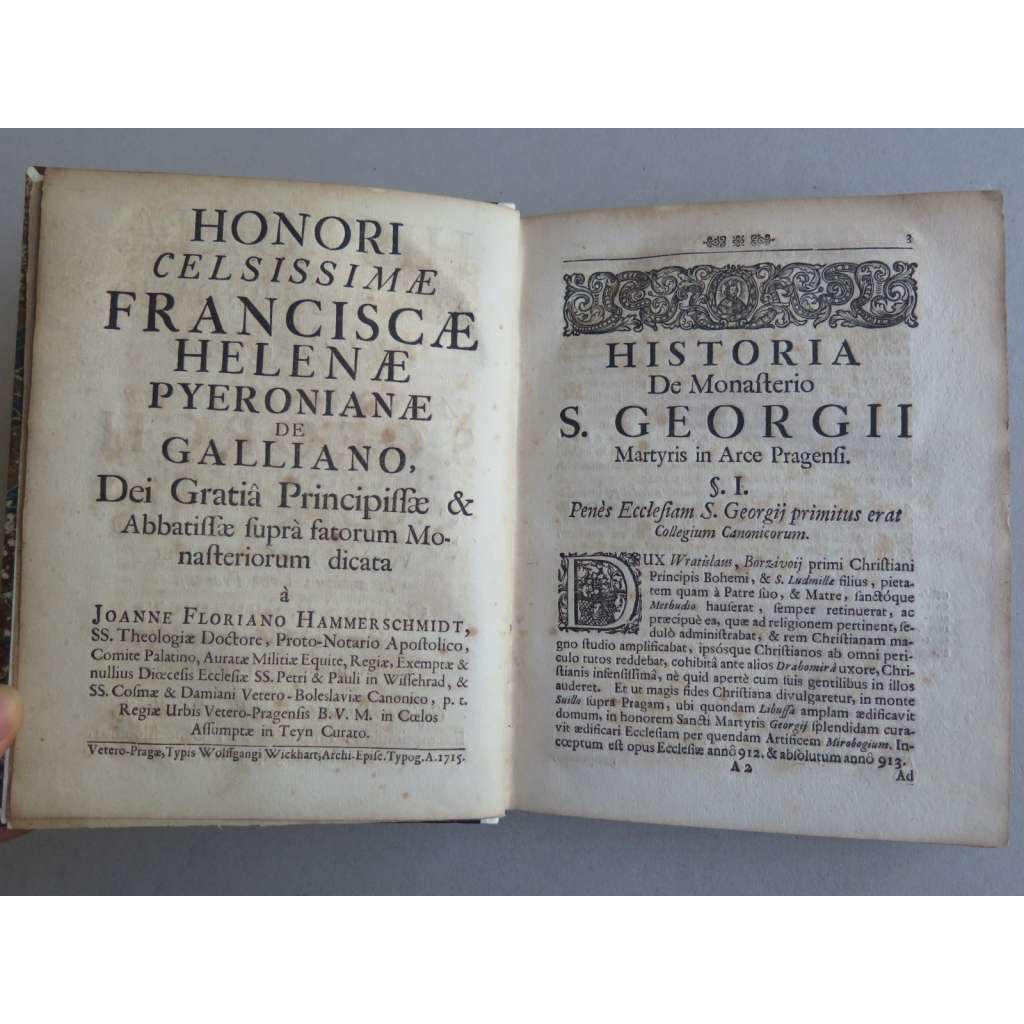 HONORI
CELSISSIMÆ
FRANCISCÆ
HELENÆ
PYERONIANÆ
DE
GALLIANO,
Dei Gratiâ Principiſſæ &
Abbatiſſæ ſuprà fatorum Mo-
naſteriorum dicata
à
JOANNE FLORIANO HAMMERSCHMIDT,
SS. Theologiæ Doctore, Proto-Notario Apoſtolico,
Comite Palatino, Auratæ Militiæ Equite, Regiæ, Exemptæ &
nullius Diœceſis Eccleſiæ SS. Petri & Pauli in Wiſſehrad, &
SS. Coſmæ & Damiani Vetero-Boleslaviæ Canonico, p. t.
Regiæ Urbis Vetero-Pragenſis B. V. M. in Cœlos
Aſſumptæ in Teyn Curato.
Vetero-Pragæ, Typis Wolffgangi Wickhart, Archi-Epiſc. Typog. A. 1715.
3
HISTORIA
De Monaſterio
S. GEORGII
Martyris in Arce Pragenſi.
§. I.
Penès Eccleſiam S. Georgij primitus erat
Collegium Canonicorum.
DUX Wratislaus, Borzivoij primi Chriſtiani
Principis Bohemi, & S. Ludmillæ filius, pieta-
tem quam à Patre ſuo, & Matre, ſanctóque
Methudio hauſerat, ſemper retinuerat, ac
præcipuè ea, quæ ad religionem pertinent, ſe-
dulò adminiſtrabat, & rem Chriſtianam ma-
gno ſtudio amplificabat, ipsósque Chriſtianos ab omni peri-
culo tutos reddebat, cohibitâ ante alios Drahomirâ uxore, Chri-
ſtianis infenſiſſimâ, nè quid apertè cum ſuis gentilibus in illos
auderet. Et ut magis fides Chriſtiana divulgaretur, in monte
Suillo ſupra Pragam, ubi quondam Libuſſa amplam ædificavit
domum, in honorem Sancti Martyris Georgij ſplendidam cura-
vit ædificari Eccleſiam per quendam Artificem Mirobogium. In-
cœptum eſt opus Eccleſiæ annô 912. & abſolutum annô 913.
A 2
Ad